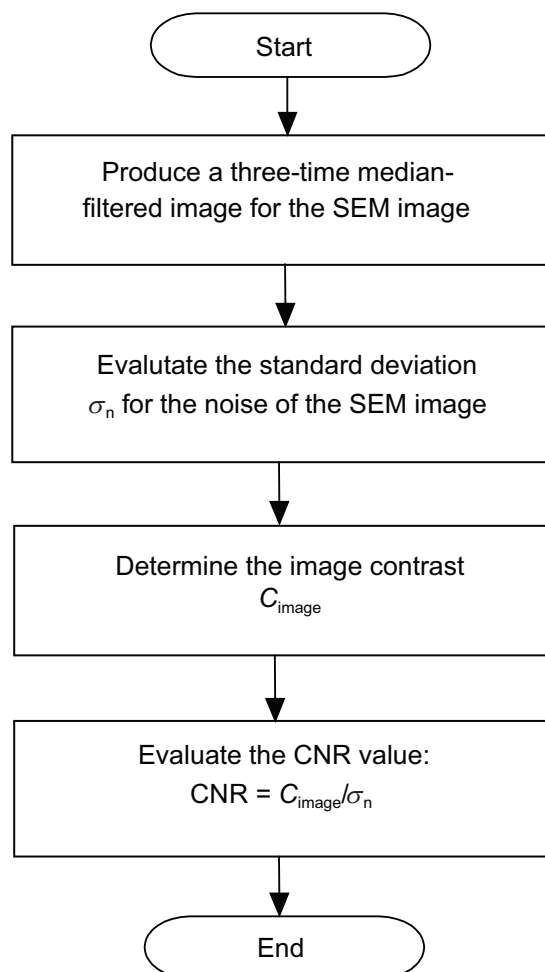 Start
Produce a three-time median-
filtered image for the SEM image
Evalutate the standard deviation
σn for the noise of the SEM image
Determine the image contrast
Cimage
Evaluate the CNR value:
CNR = Cimage/σn
End